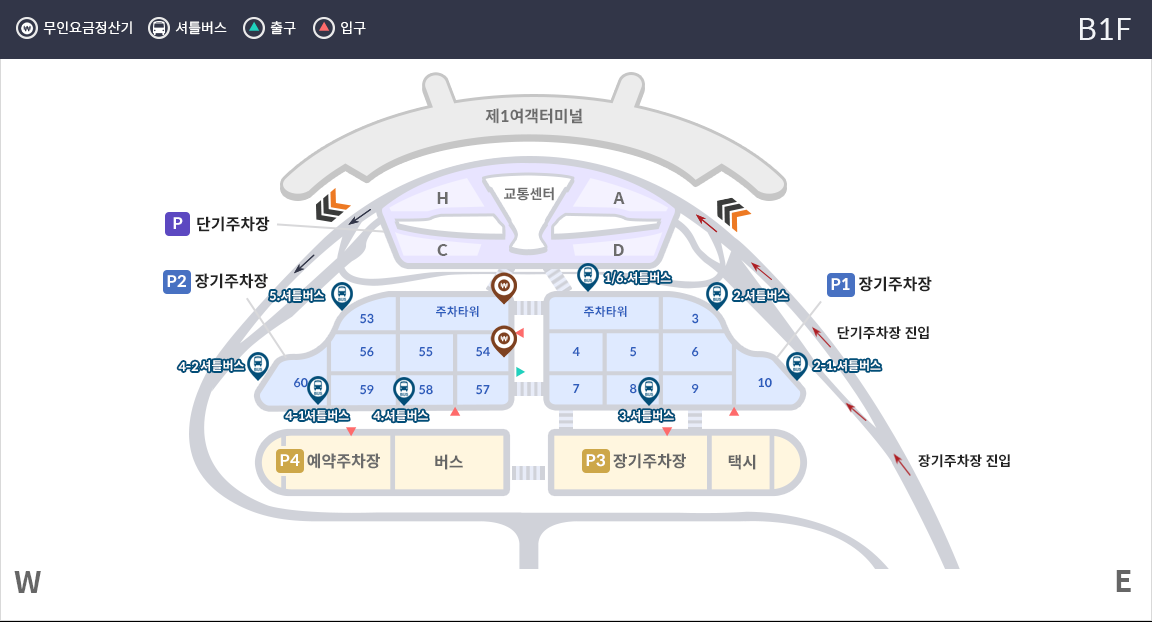 무인요금정산기 셔틀버스 출구 입구
B1F
제1여객터미널
H 교통센터 A
P 단기주차장
C D
P2 장기주차장
1/6.셔틀버스
P1 장기주차장
5.셔틀버스
2.셔틀버스
53 주차타워 주차타워 3
단기주차장 진입
56 55 54 4 5 6
4-2.셔틀버스
2-1.셔틀버스
60 59 58 57 7 8 9 10
4-1.셔틀버스 4.셔틀버스 3.셔틀버스
P4 예약주차장 버스 P3 장기주차장 택시
장기주차장 진입
W E